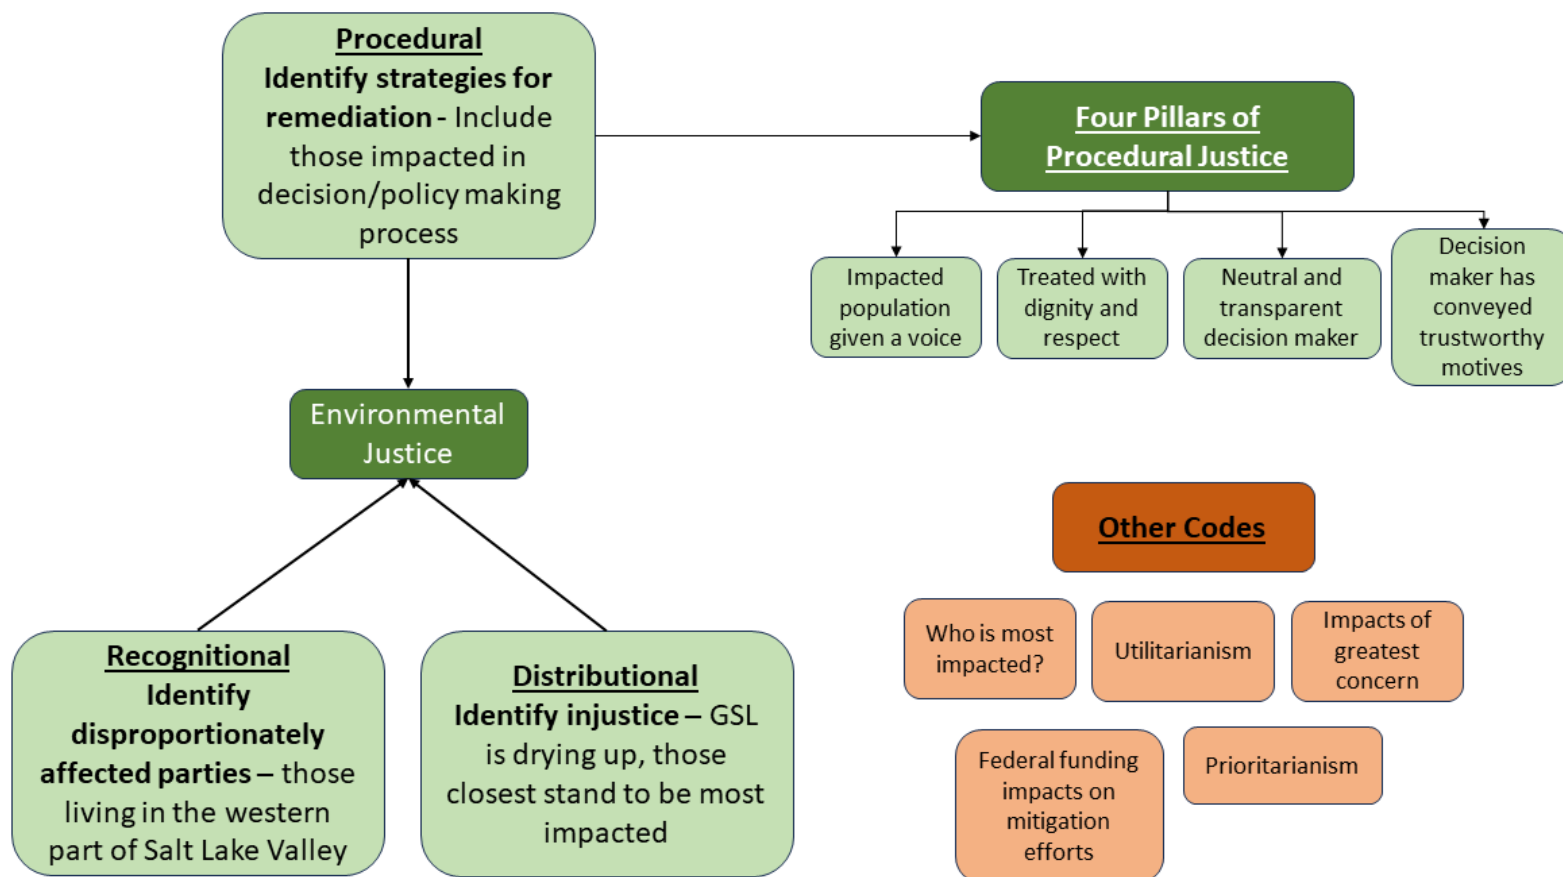 Procedural
Identify strategies for
remediation - Include
those impacted in
decision/policy making
process
Four Pillars of
Procedural Justice
Impacted
population
given a voice
Treated with
dignity and
respect
Neutral and
transparent
decision maker
Decision
maker has
conveyed
trustworthy
motives
Environmental
Justice
Recognitional
Identify
disproportionately
affected parties – those
living in the western
part of Salt Lake Valley
Distributional
Identify injustice – GSL
is drying up, those
closest stand to be most
impacted
Other Codes
Who is most
impacted?
Utilitarianism
Impacts of
greatest
concern
Federal funding
impacts on
mitigation
efforts
Prioritarianism